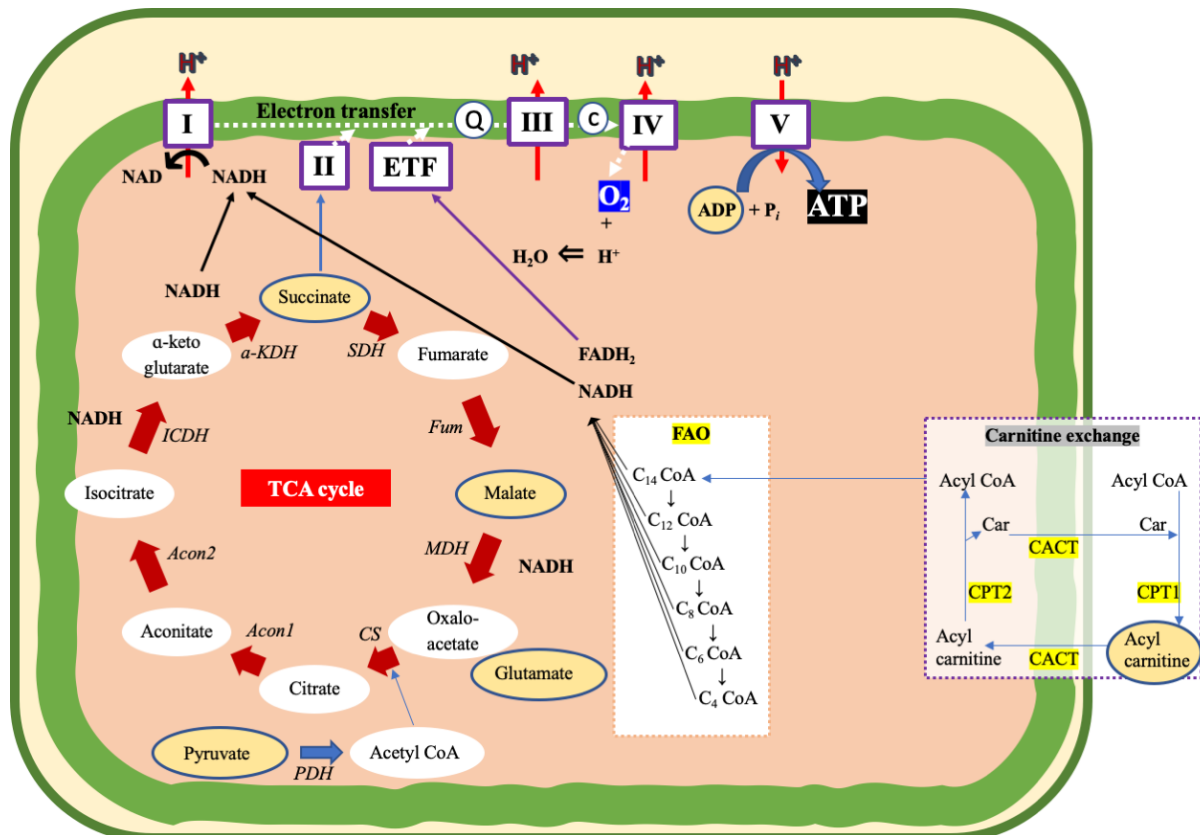 H⁺
H⁺
H⁺
H⁺
Electron transfer
I
Q
III
c
IV
V
II
ETF
NAD
NADH
O₂
ADP
+ Pᵢ
ATP
+
H₂O ⇐ H⁺
NADH
Succinate
α-keto
glutarate
a-KDH
SDH
Fumarate
FADH₂
NADH
NADH
ICDH
Fum
FAO
Carnitine exchange
Isocitrate
TCA cycle
Malate
C₁₄ CoA
Acyl CoA
Acyl CoA
↓
C₁₂ CoA
Car
Car
CACT
Acon2
MDH
NADH
↓
C₁₀ CoA
↓
CPT2
CPT1
C₈ CoA
Aconitate
Acon1
CS
Oxalo-
acetate
↓
C₆ CoA
Acyl
carnitine
CACT
Acyl
carnitine
Citrate
Glutamate
↓
C₄ CoA
Pyruvate
PDH
Acetyl CoA